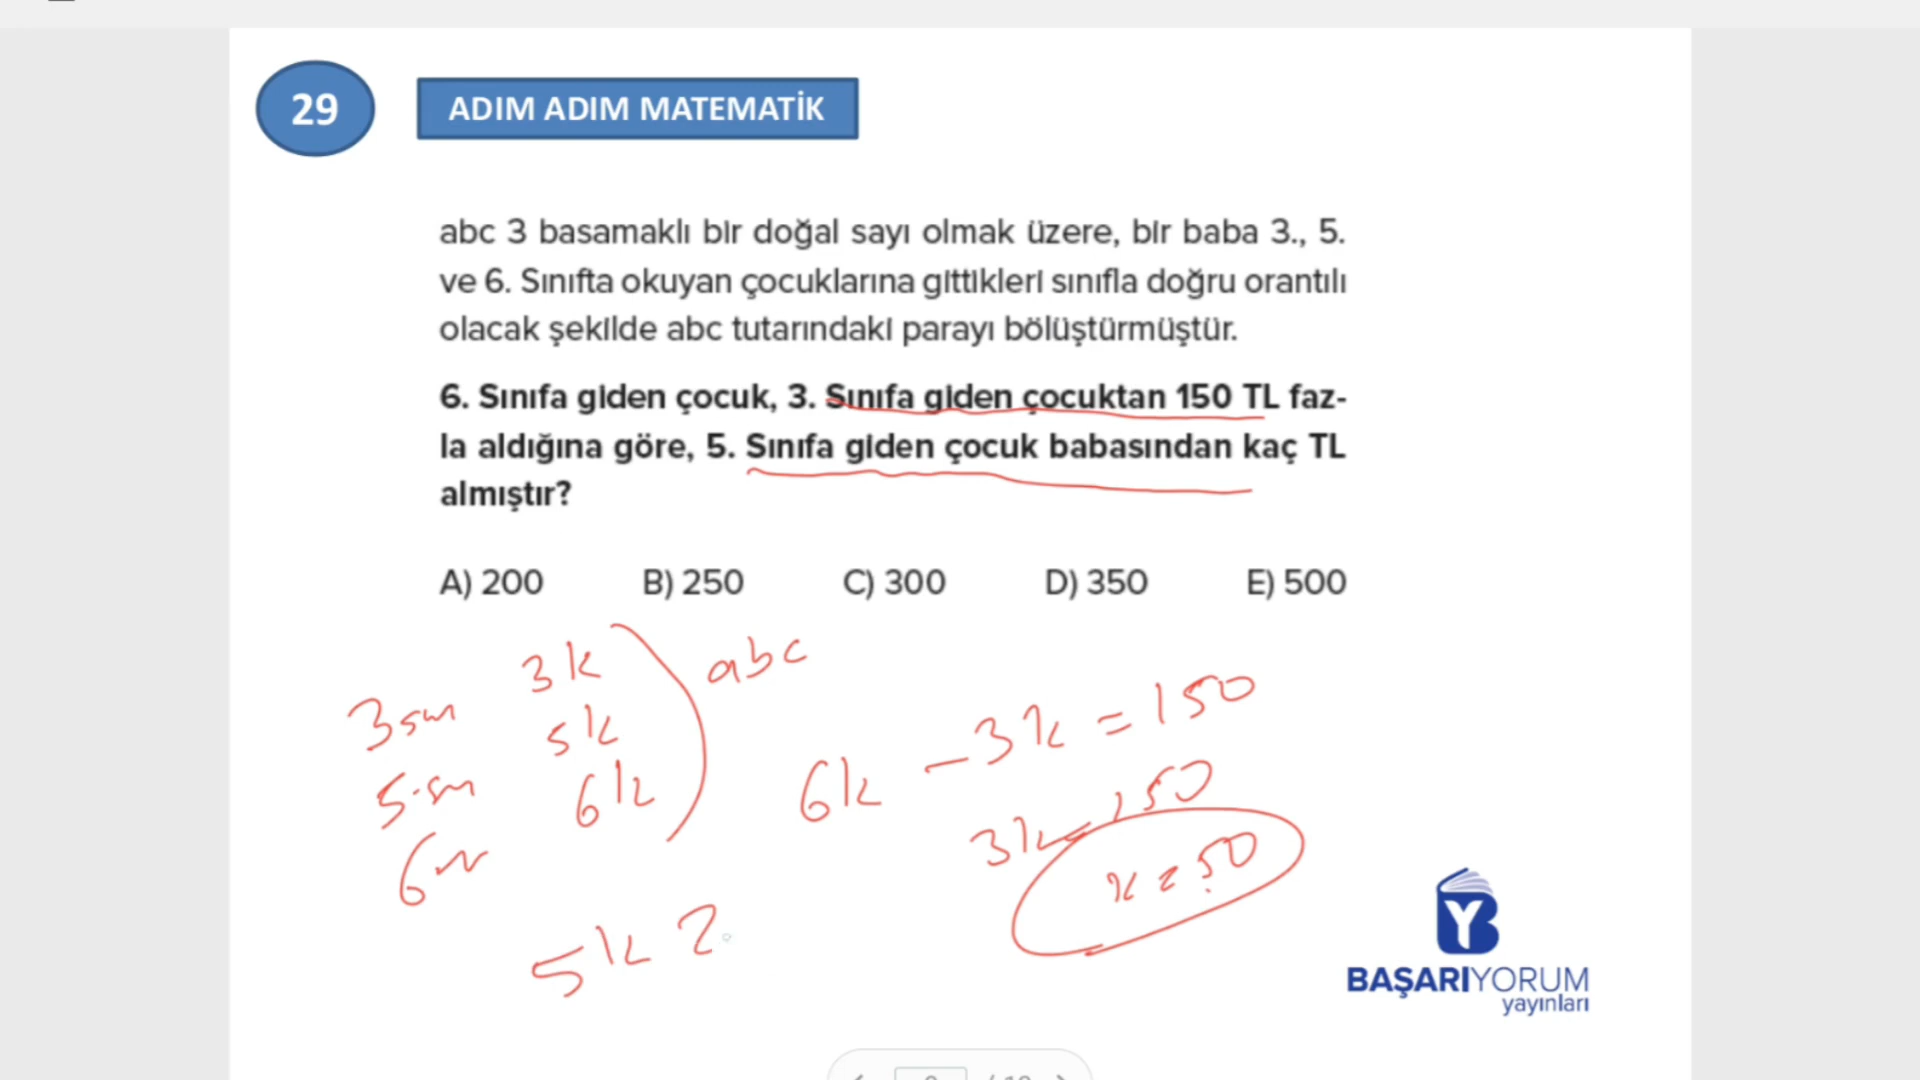 29
ADIM ADIM MATEMATİK
abc 3 basamaklı bir doğal sayı olmak üzere, bir baba 3., 5.
ve 6. Sınıfta okuyan çocuklarına gittikleri sınıfla doğru orantılı
olacak şekilde abc tutarındaki parayı bölüştürmüştür.
6. Sınıfa giden çocuk, 3. Sınıfa giden çocuktan 150 TL faz-
la aldığına göre, 5. Sınıfa giden çocuk babasından kaç TL
almıştır?
A) 200 B) 250 C) 300 D) 350 E) 500
3k
5k
6k
abc
6k - 3k = 150
3k = 150
k = 50
5k ?
BAŞARIYORUM
yayınları